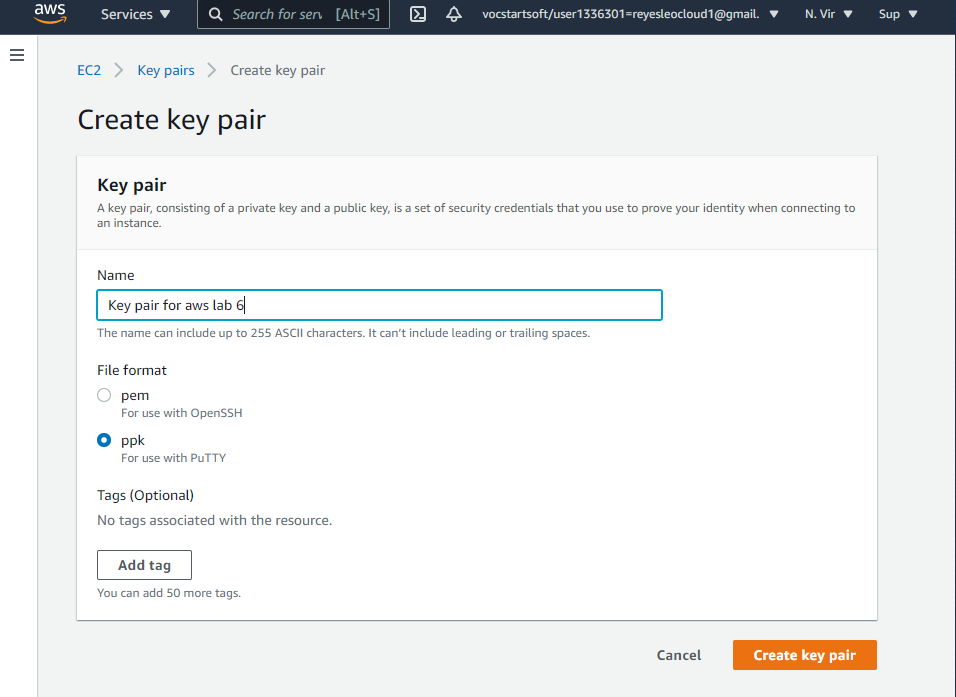 aws Services Search for serv [Alt+S] vocstartsoft/user1336301=reyesleocloud1@gmail. N. Vir Sup
EC2 Key pairs Create key pair
Create key pair
Key pair
A key pair, consisting of a private key and a public key, is a set of security credentials that you use to prove your identity when connecting to
an instance.
Name
Key pair for aws lab 6
The name can include up to 255 ASCII characters. It can't include leading or trailing spaces.
File format
pem
For use with OpenSSH
ppk
For use with PuTTY
Tags (Optional)
No tags associated with the resource.
Add tag
You can add 50 more tags.
Cancel Create key pair